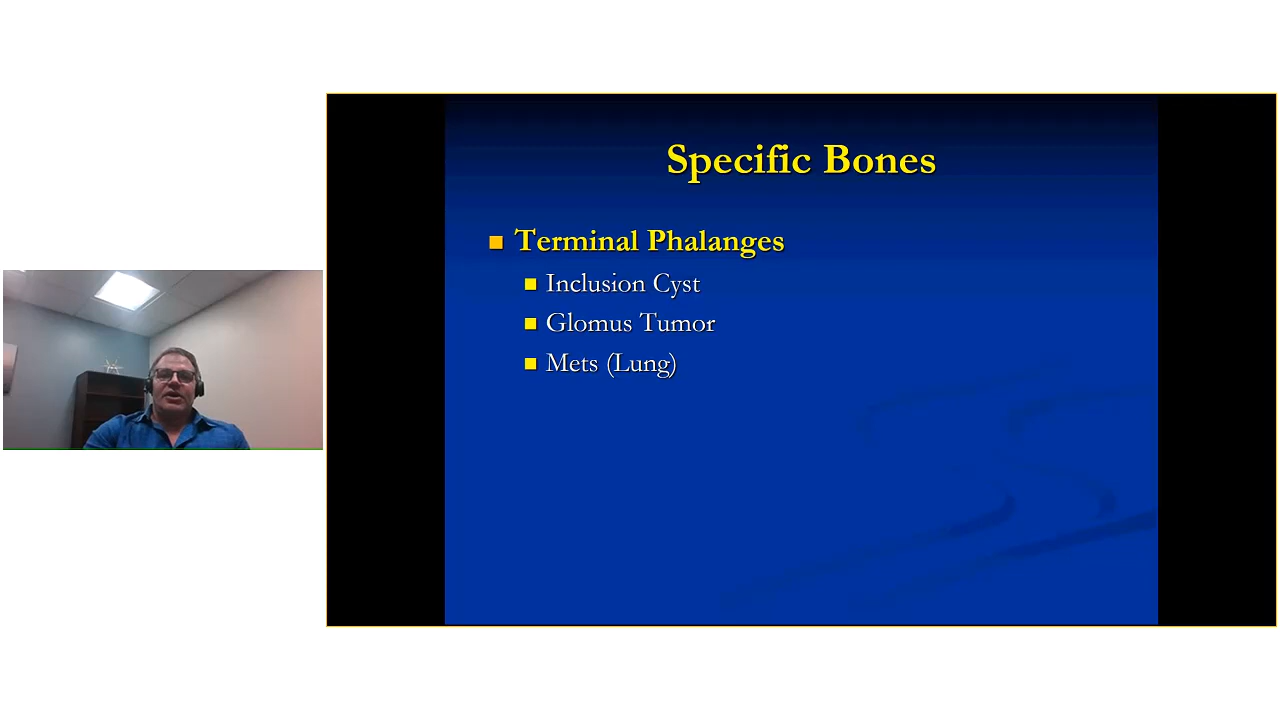 Specific Bones
Terminal Phalanges
Inclusion Cyst
Glomus Tumor
Mets (Lung)